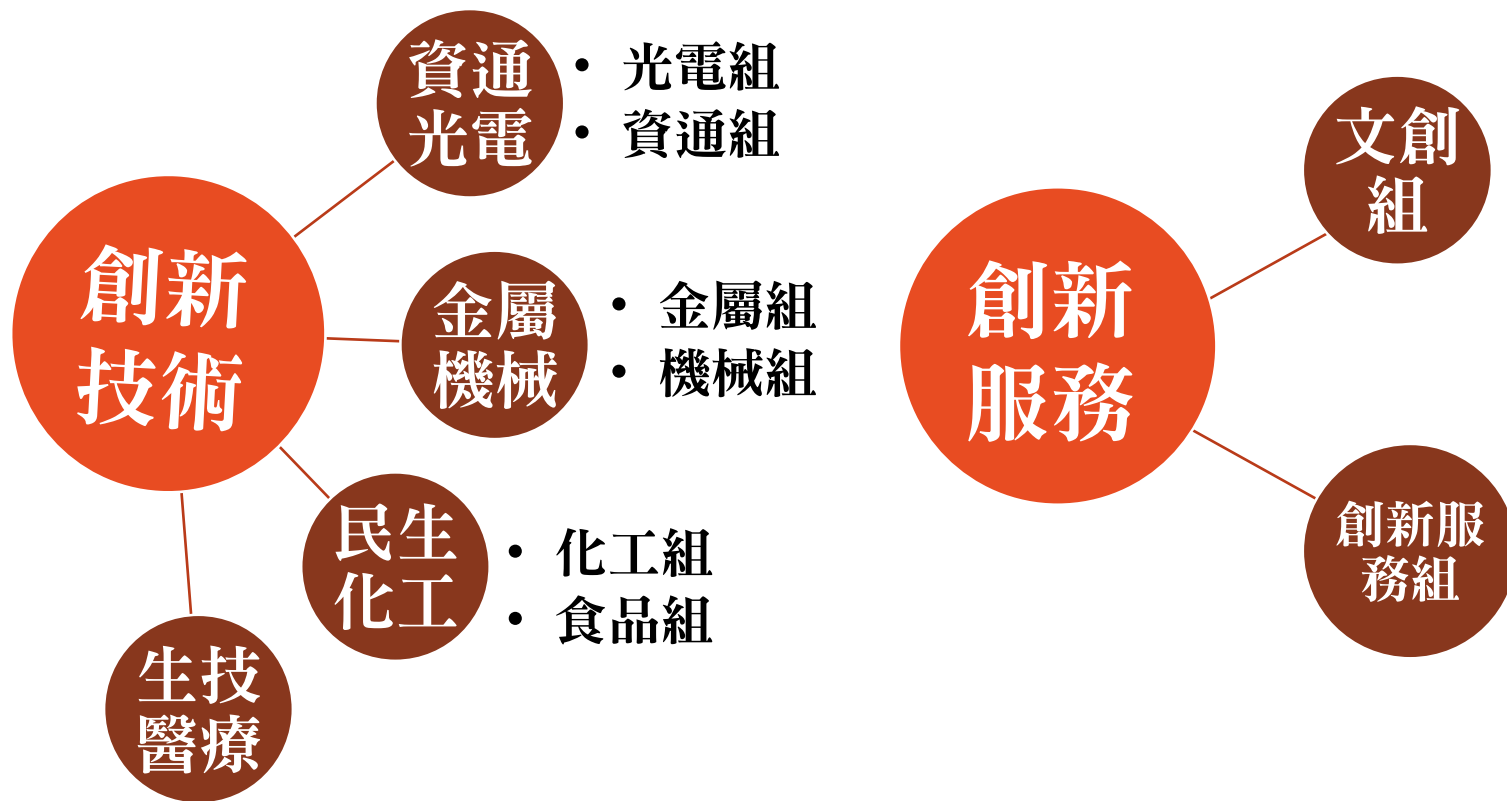 創新
技術
資通
光電
• 光電組
• 資通組
金屬
機械
• 金屬組
• 機械組
民生
化工
• 化工組
• 食品組
生技
醫療
創新
服務
文創
組
創新服
務組